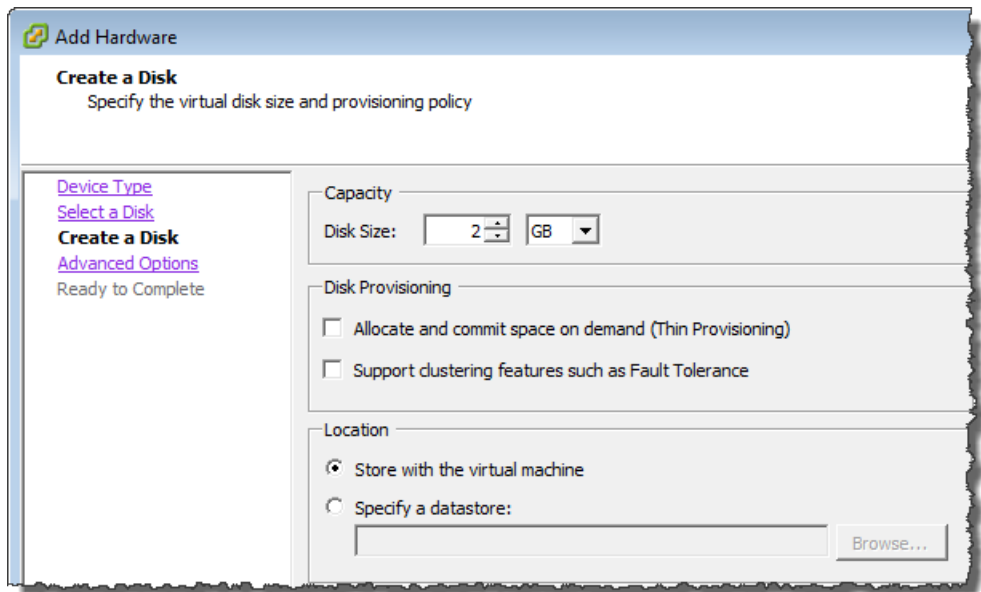 Add Hardware
Create a Disk
Specify the virtual disk size and provisioning policy
Device Type
Select a Disk
Create a Disk
Advanced Options
Ready to Complete
Capacity
Disk Size: 2 GB
Disk Provisioning
Allocate and commit space on demand (Thin Provisioning)
Support clustering features such as Fault Tolerance
Location
Store with the virtual machine
Specify a datastore:
Browse...